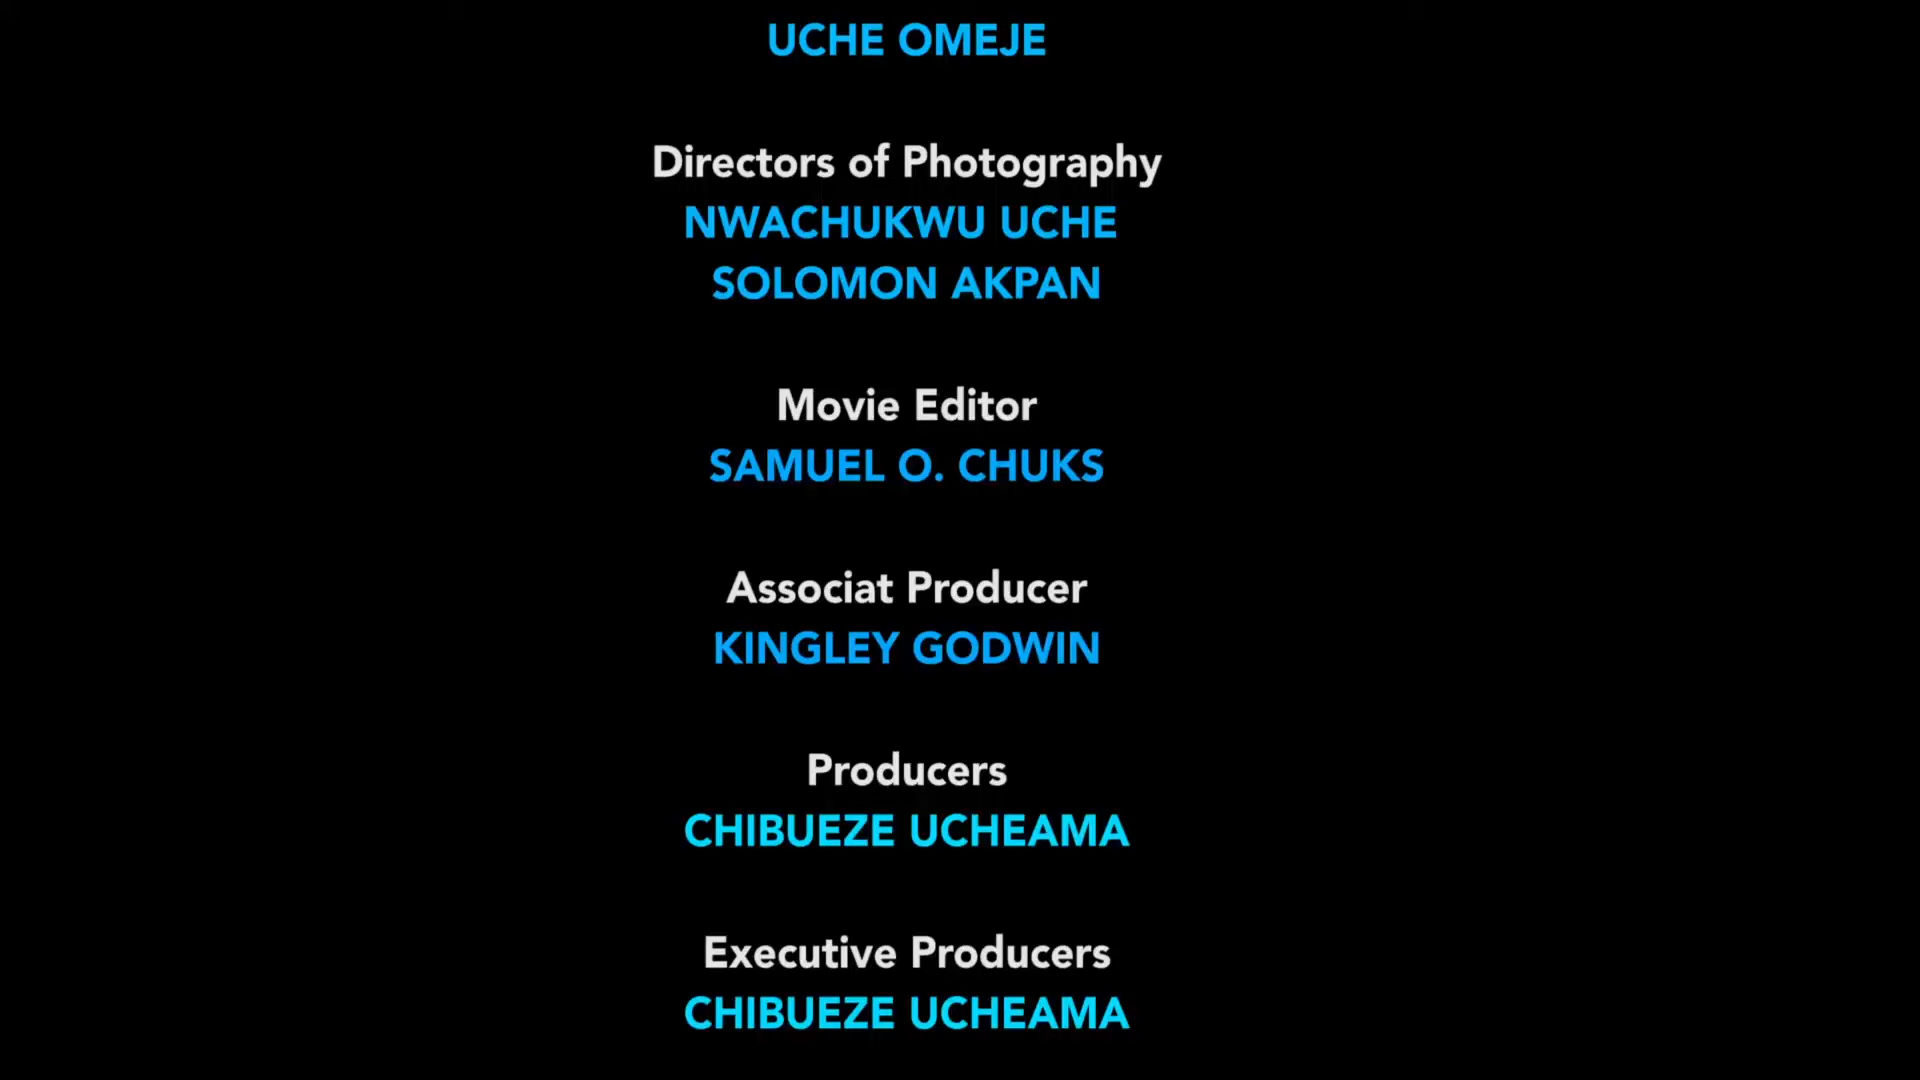 UCHE OMEJE
Directors of Photography
NWACHUKWU UCHE
SOLOMON AKPAN
Movie Editor
SAMUEL O. CHUKS
Associat Producer
KINGLEY GODWIN
Producers
CHIBUEZE UCHEAMA
Executive Producers
CHIBUEZE UCHEAMA